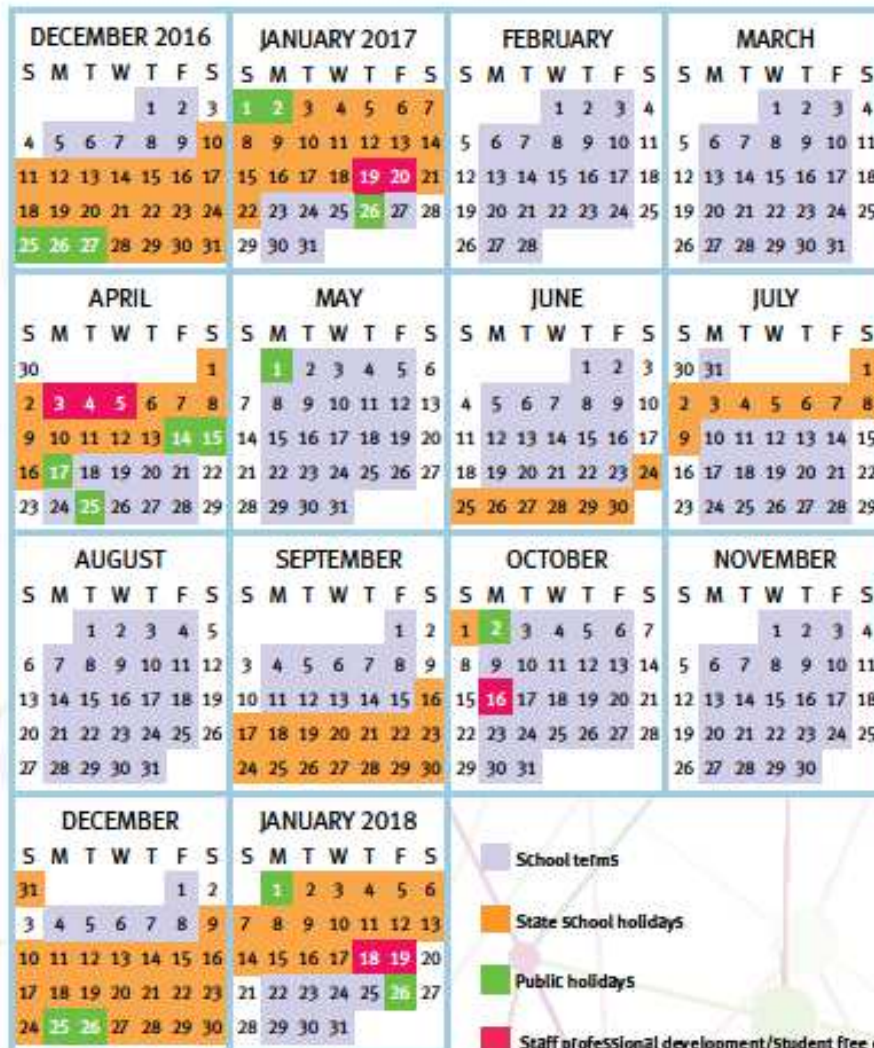 DECEMBER 2016
S M T W T F S
1 2 3
4 5 6 7 8 9 10
11 12 13 14 15 16 17
18 19 20 21 22 23 24
25 26 27 28 29 30 31
JANUARY 2017
S M T W T F S
1 2 3 4 5 6 7
8 9 10 11 12 13 14
15 16 17 18 19 20 21
22 23 24 25 26 27 28
29 30 31
FEBRUARY
S M T W T F S
1 2 3 4
5 6 7 8 9 10 11
12 13 14 15 16 17 18
19 20 21 22 23 24 25
26 27 28
MARCH
S M T W T F S
1 2 3 4
5 6 7 8 9 10 11
12 13 14 15 16 17 18
19 20 21 22 23 24 25
26 27 28 29 30 31
APRIL
S M T W T F S
30 1
2 3 4 5 6 7 8
9 10 11 12 13 14 15
16 17 18 19 20 21 22
23 24 25 26 27 28 29
MAY
S M T W T F S
1 2 3 4 5 6
7 8 9 10 11 12 13
14 15 16 17 18 19 20
21 22 23 24 25 26 27
28 29 30 31
JUNE
S M T W T F S
1 2 3
4 5 6 7 8 9 10
11 12 13 14 15 16 17
18 19 20 21 22 23 24
25 26 27 28 29 30
JULY
S M T W T F S
30 31 1
2 3 4 5 6 7 8
9 10 11 12 13 14 15
16 17 18 19 20 21 22
23 24 25 26 27 28 29
AUGUST
S M T W T F S
1 2 3 4 5
6 7 8 9 10 11 12
13 14 15 16 17 18 19
20 21 22 23 24 25 26
27 28 29 30 31
SEPTEMBER
S M T W T F S
1 2
3 4 5 6 7 8 9
10 11 12 13 14 15 16
17 18 19 20 21 22 23
24 25 26 27 28 29 30
OCTOBER
S M T W T F S
1 2 3 4 5 6 7
8 9 10 11 12 13 14
15 16 17 18 19 20 21
22 23 24 25 26 27 28
29 30 31
NOVEMBER
S M T W T F S
1 2 3 4
5 6 7 8 9 10 11
12 13 14 15 16 17 18
19 20 21 22 23 24 25
26 27 28 29 30
DECEMBER
S M T W T F S
31 1 2
3 4 5 6 7 8 9
10 11 12 13 14 15 16
17 18 19 20 21 22 23
24 25 26 27 28 29 30
JANUARY 2018
S M T W T F S
1 2 3 4 5 6
7 8 9 10 11 12 13
14 15 16 17 18 19 20
21 22 23 24 25 26 27
28 29 30 31
School terms
State school holidays
Public holidays
Staff professional development/Student free